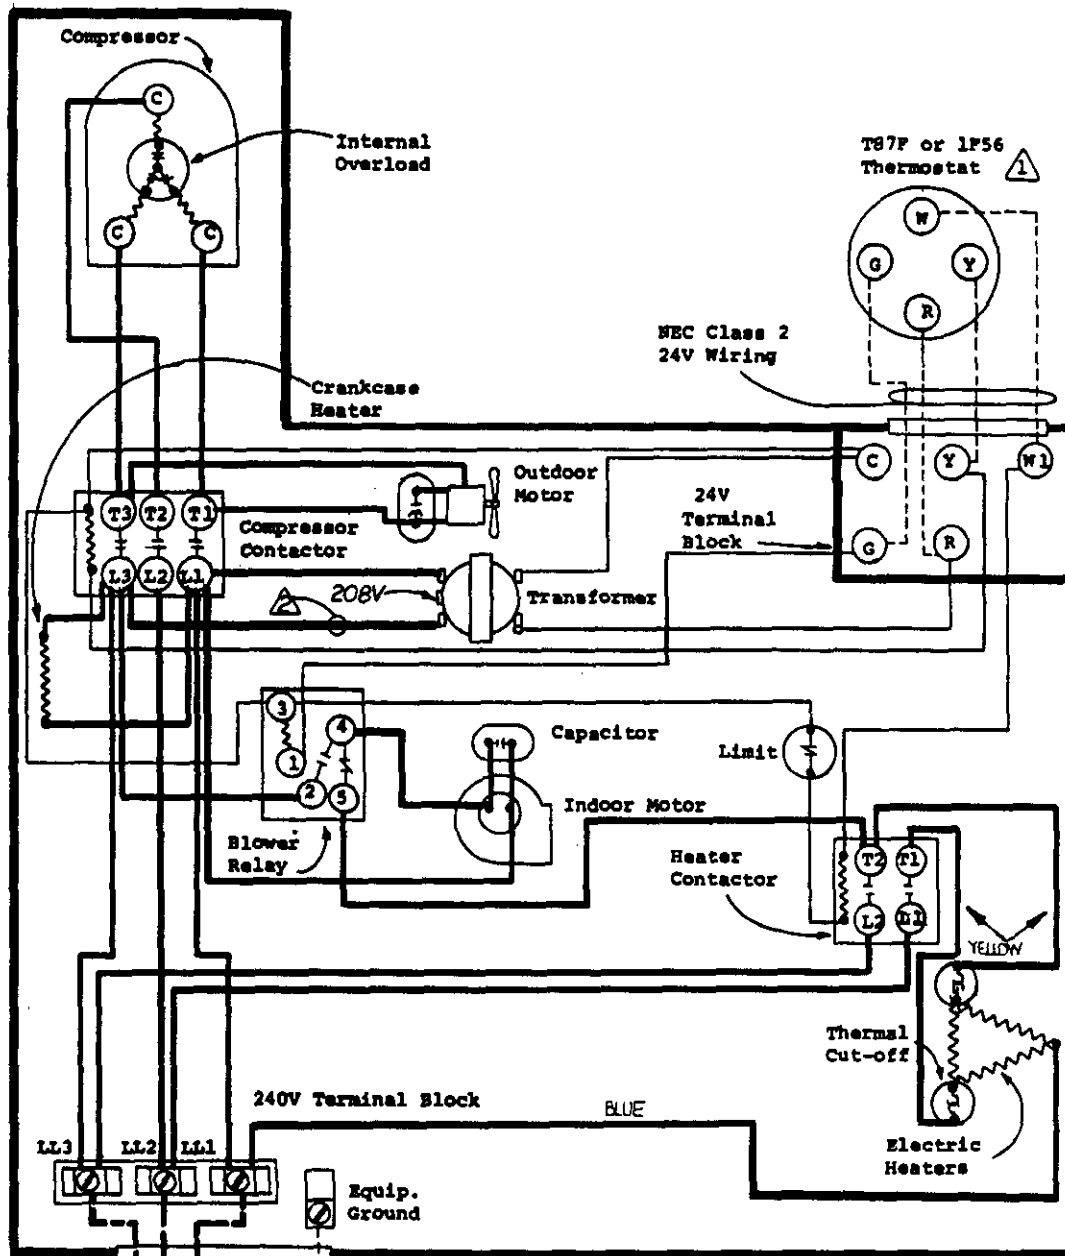 Compressor
C
Internal
Overload
C
C
T87F or 1F56
Thermostat
1
W
G
Y
R
NEC Class 2
24V Wiring
Crankcase
Heater
C
Y
W1
Outdoor
Motor
24V
Terminal
Block
G
R
T3
T2
T1
Compressor
Contactor
L3
L2
L1
2
208V
Transformer
3
4
1
2
5
Capacitor
Limit
Indoor Motor
Blower
Relay
Heater
Contactor
T2
T1
L2
L1
YELLOW
L
Thermal
Cut-off
L
240V Terminal Block
BLUE
Electric
Heaters
LL3
LL2
LL1
Equip.
Ground